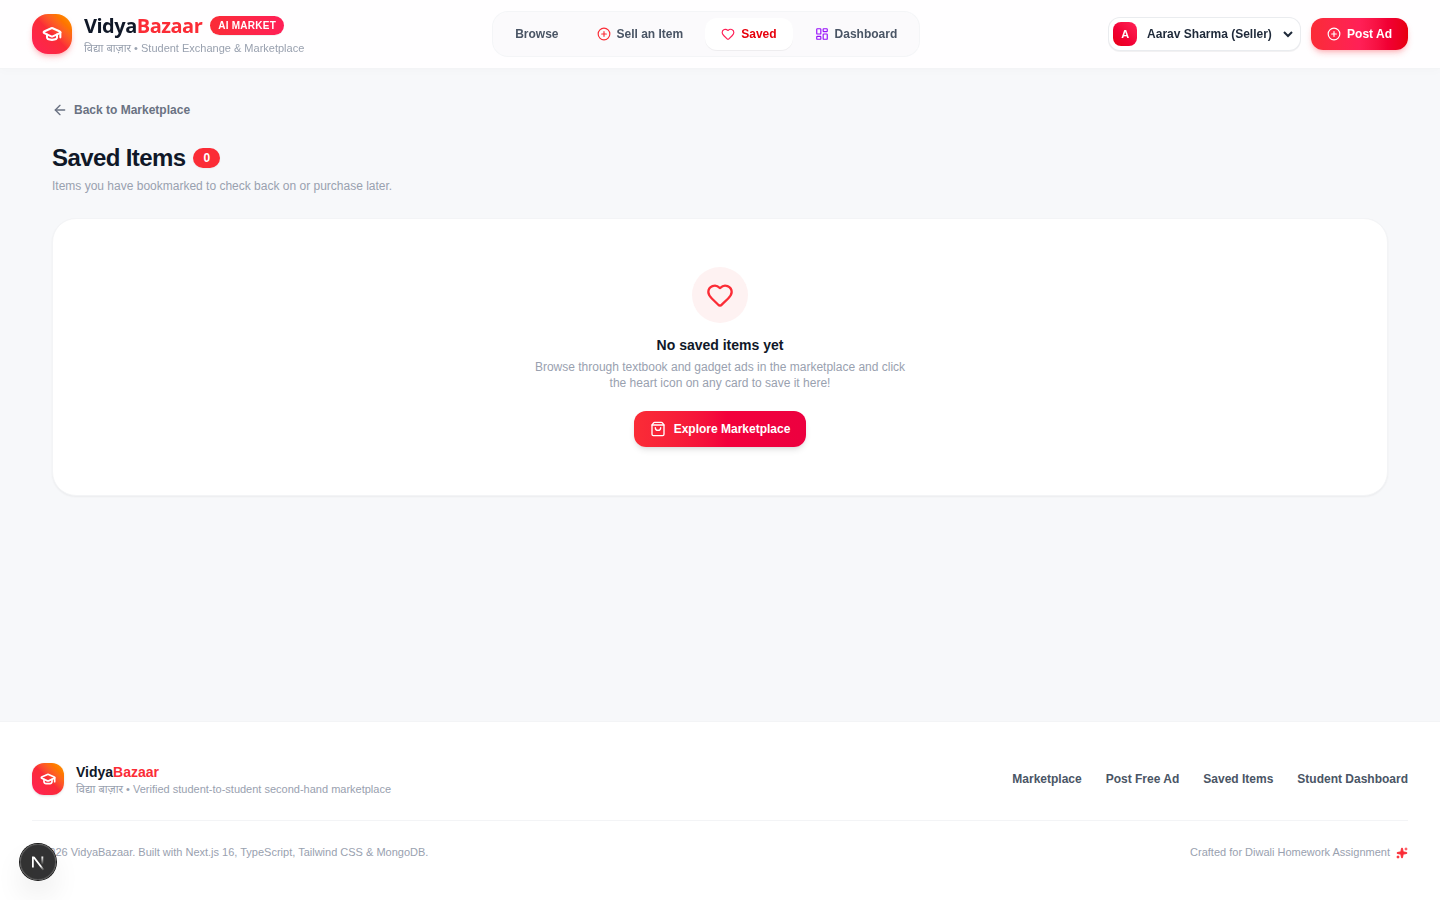 VidyaBazaar AI MARKET
विद्या बाज़ार • Student Exchange & Marketplace
Browse
Sell an Item
Saved
Dashboard
A
Aarav Sharma (Seller)
Post Ad
Back to Marketplace
Saved Items 0
Items you have bookmarked to check back on or purchase later.
No saved items yet
Browse through textbook and gadget ads in the marketplace and click
the heart icon on any card to save it here!
Explore Marketplace
VidyaBazaar
विद्या बाज़ार • Verified student-to-student second-hand marketplace
Marketplace
Post Free Ad
Saved Items
Student Dashboard
26 VidyaBazaar. Built with Next.js 16, TypeScript, Tailwind CSS & MongoDB.
Crafted for Diwali Homework Assignment
N